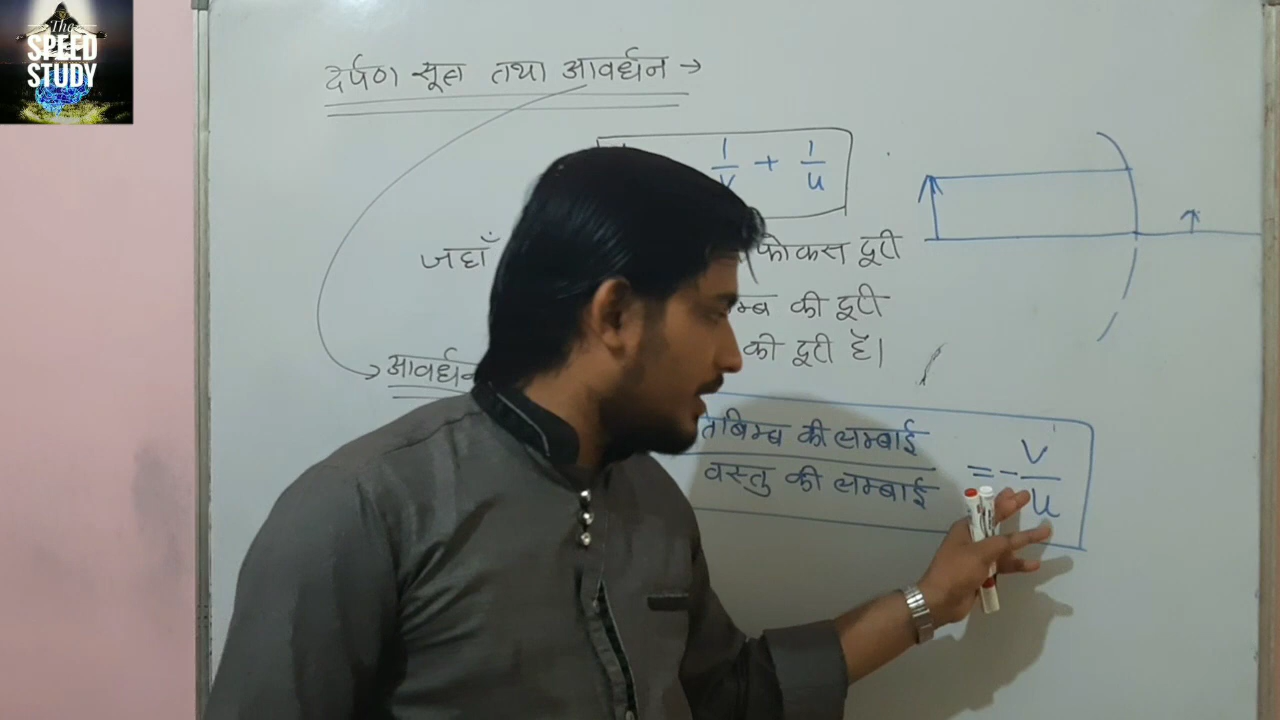 The
SPEED
STUDY
दर्पण सूत्र तथा आवर्धन →
1/v + 1/u
जहाँ फोकस दूरी
की दूरी
की दूरी है।
आवर्धन
की लम्बाई / वस्तु की लम्बाई = - v/u